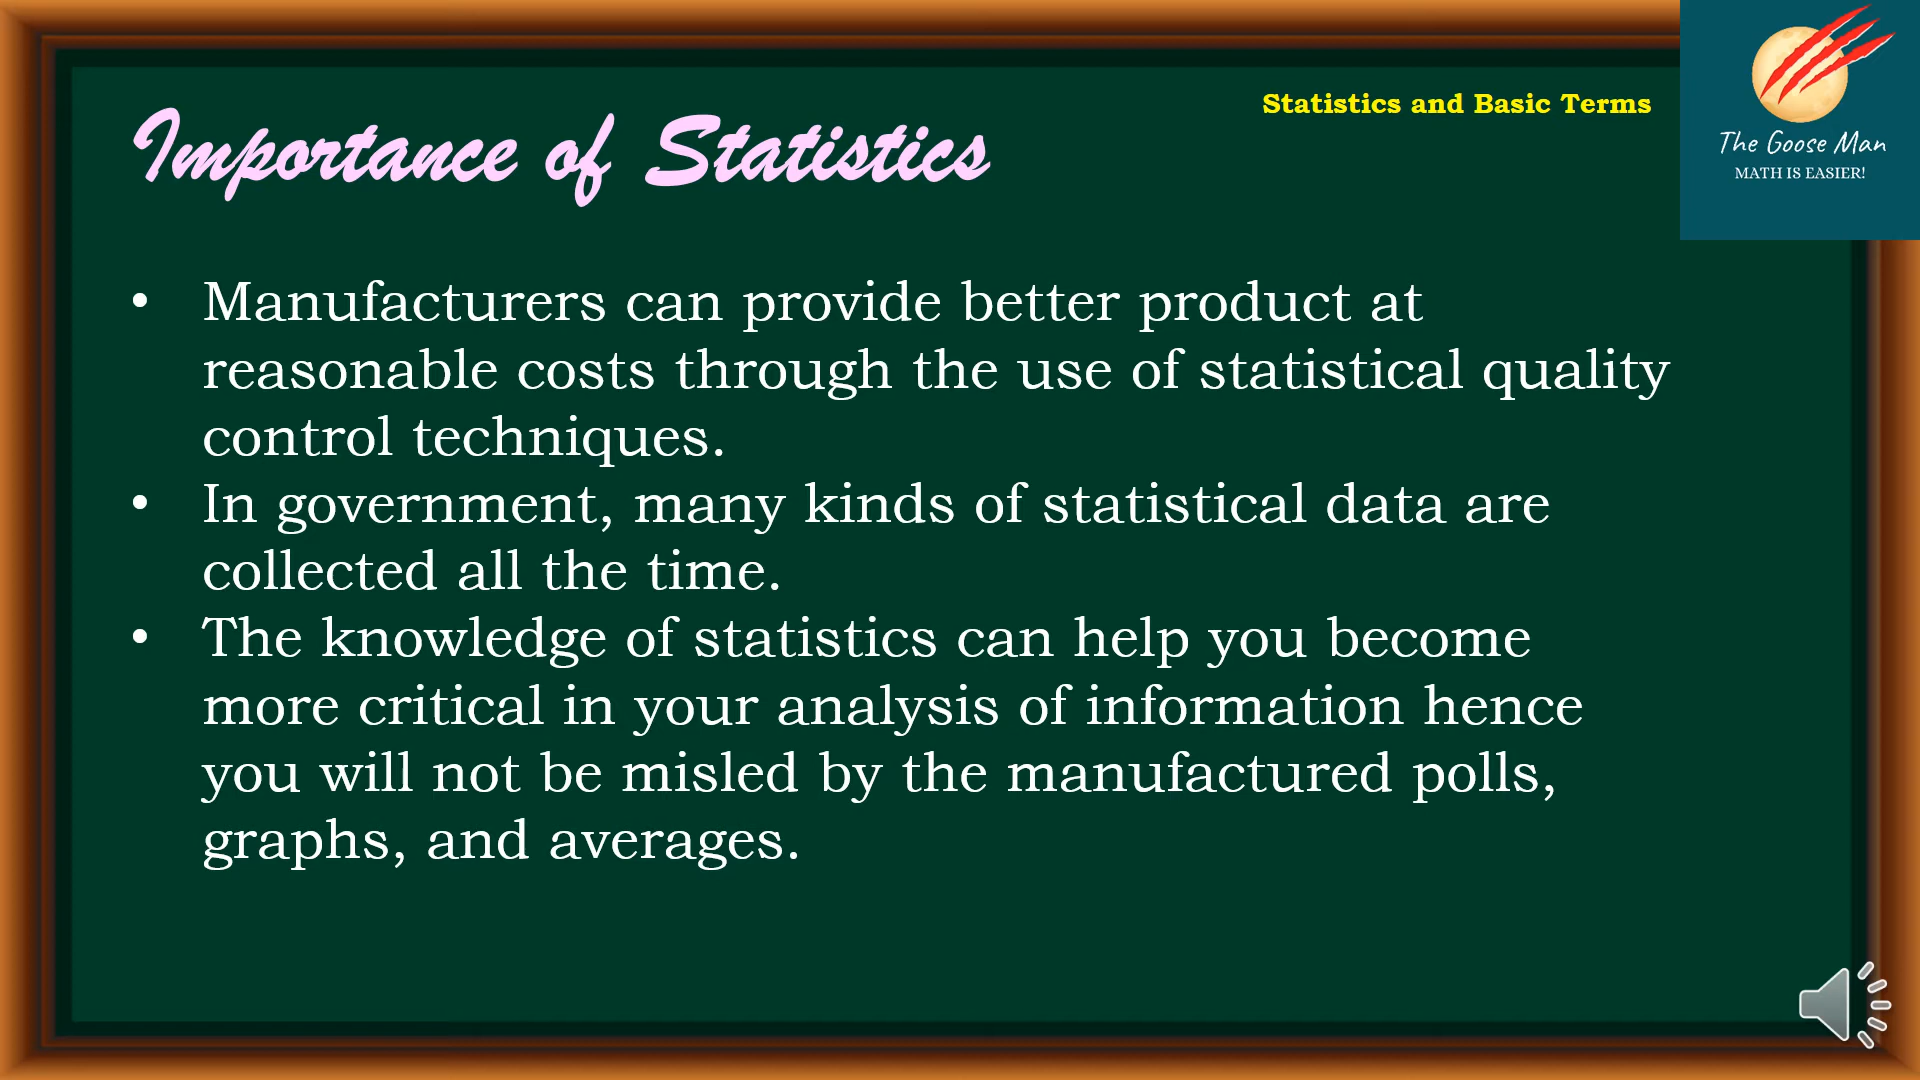 Statistics and Basic Terms
The Goose Man
MATH IS EASIER!
Importance of Statistics
• Manufacturers can provide better product at
reasonable costs through the use of statistical quality
control techniques.
• In government, many kinds of statistical data are
collected all the time.
• The knowledge of statistics can help you become
more critical in your analysis of information hence
you will not be misled by the manufactured polls,
graphs, and averages.